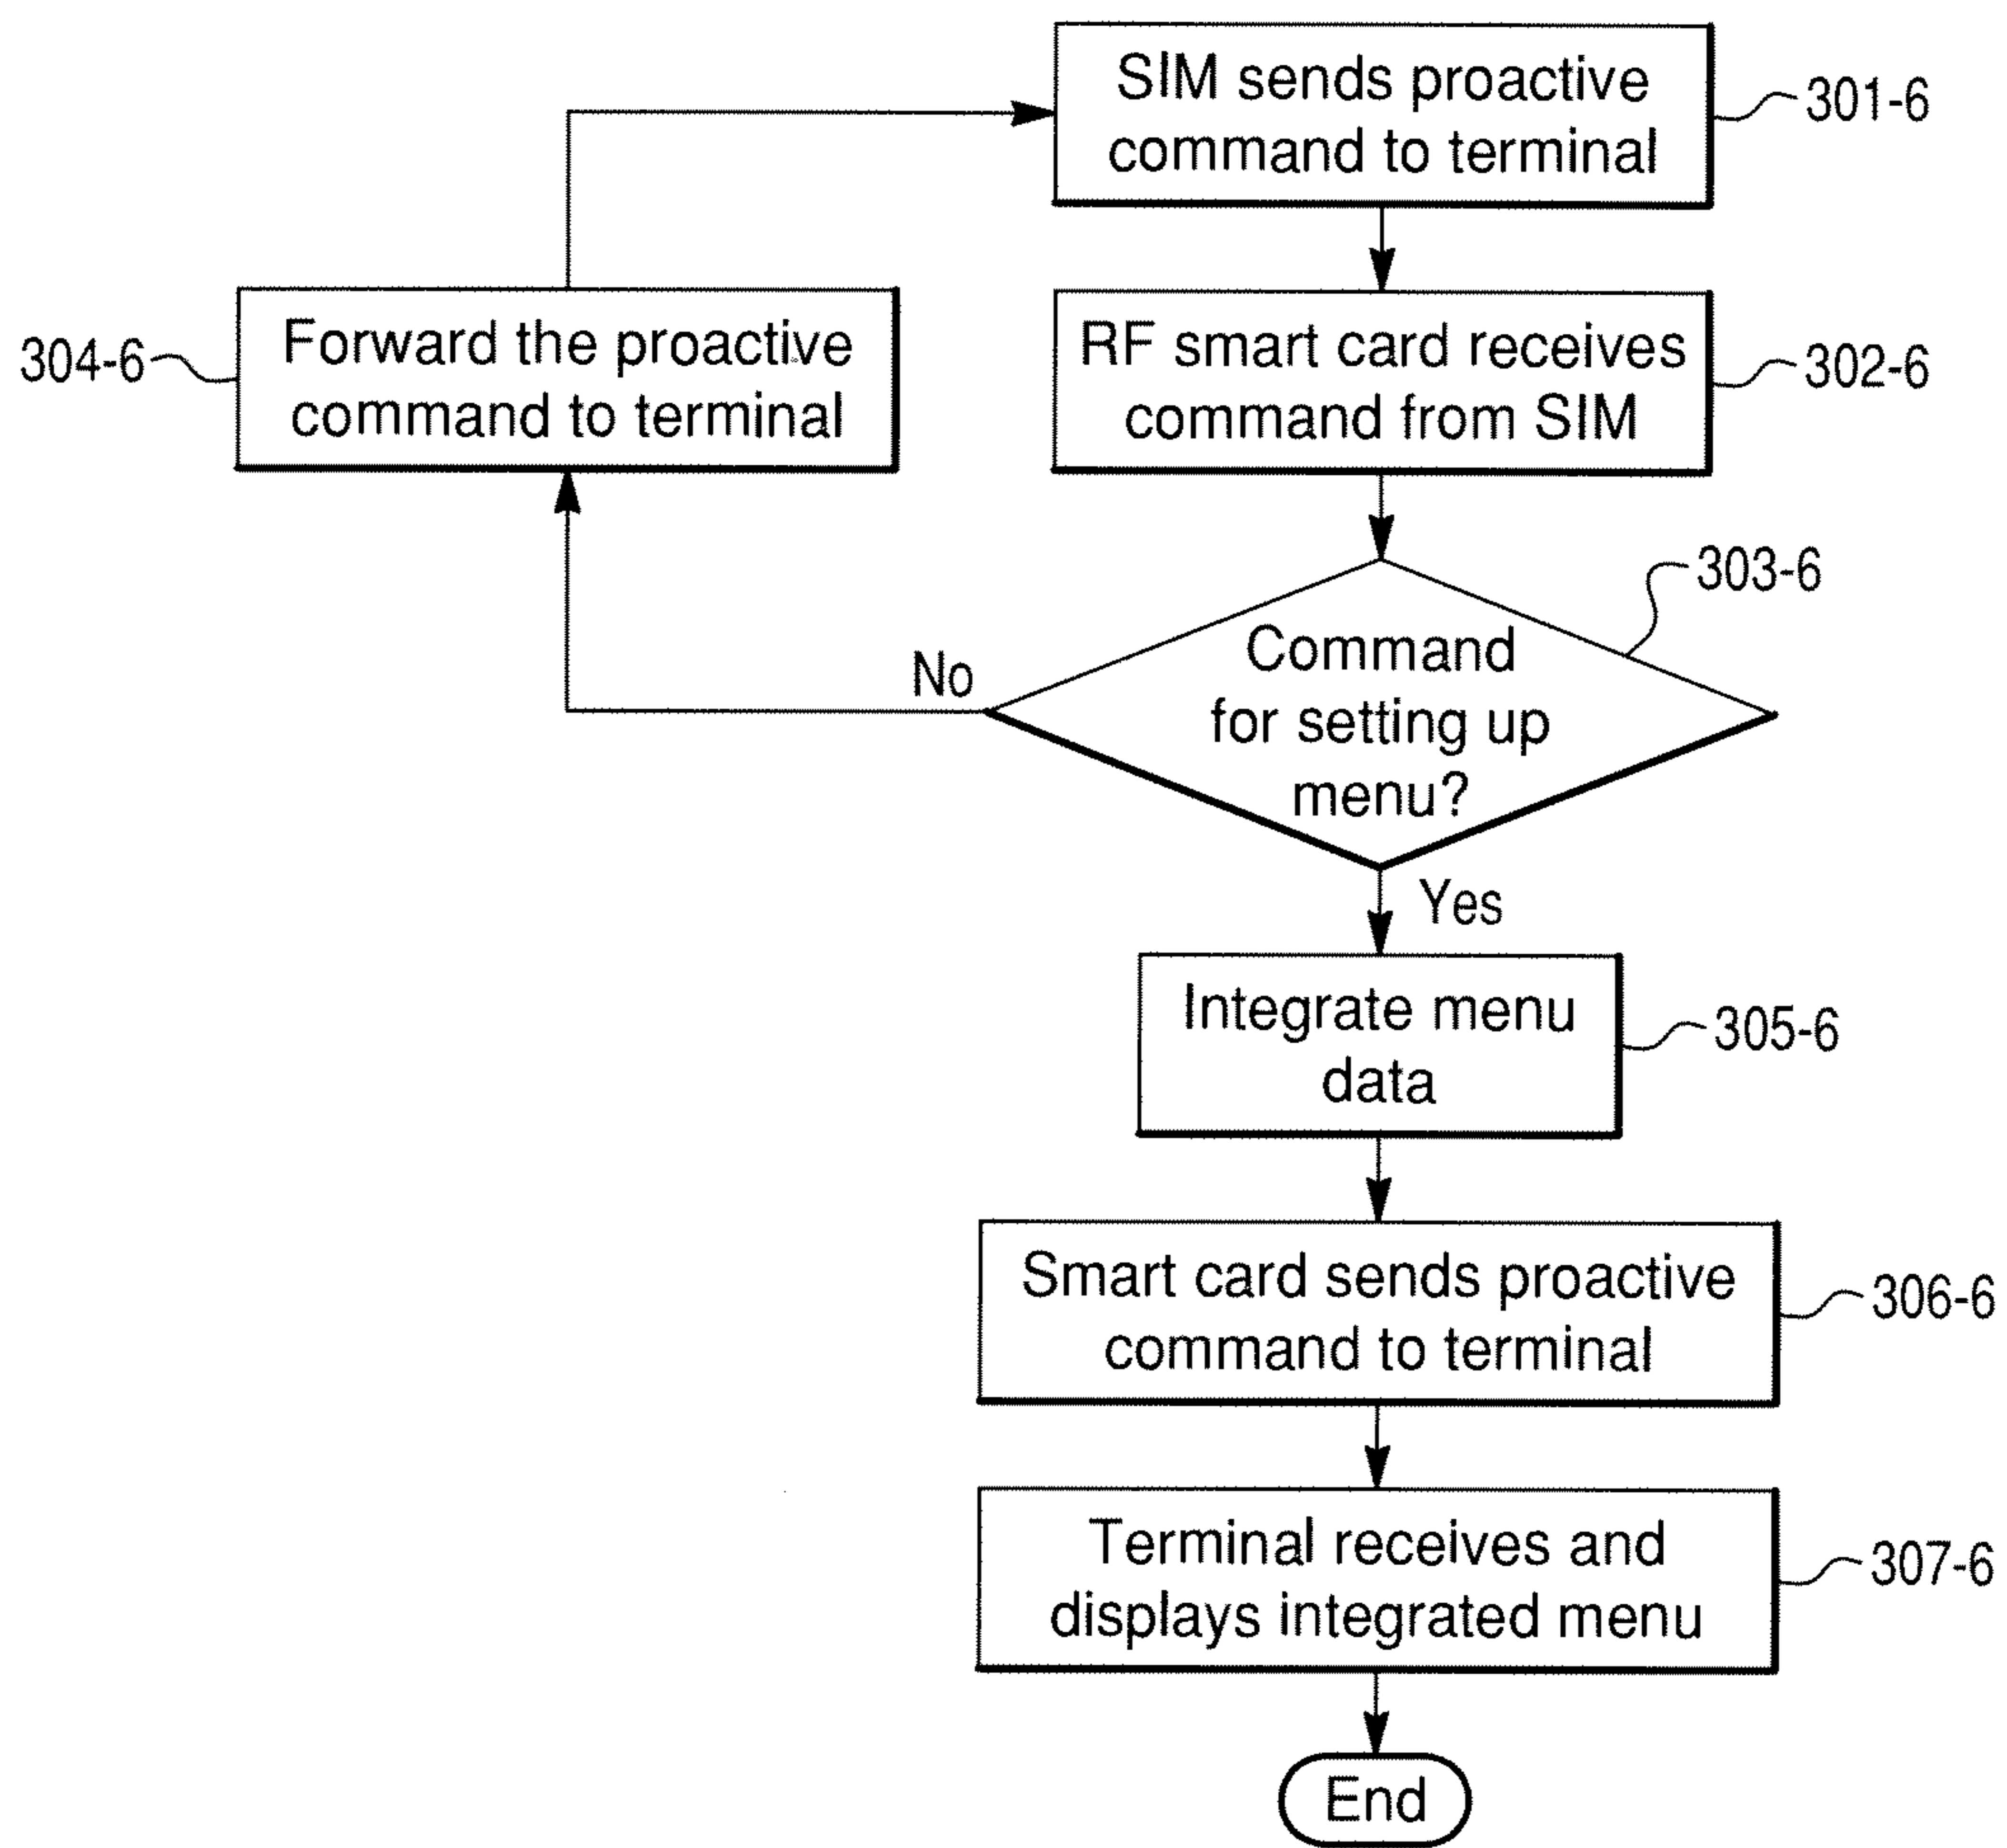 SIM sends proactive
command to terminal
301-6
304-6
Forward the proactive
command to terminal
RF smart card receives
command from SIM
302-6
303-6
No
Command
for setting up
menu?
Yes
Integrate menu
data
305-6
Smart card sends proactive
command to terminal
306-6
Terminal receives and
displays integrated menu
307-6
End